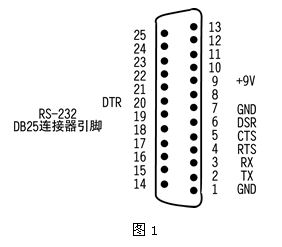 13
25
12
24
11
23
10
22
9 +9V
21
8
DTR 20
7 GND
19
6 DSR
RS-232
18
5 CTS
DB25连接器引脚
17
4 RTS
16
3 RX
15
2 TX
14
1 GND
图 1